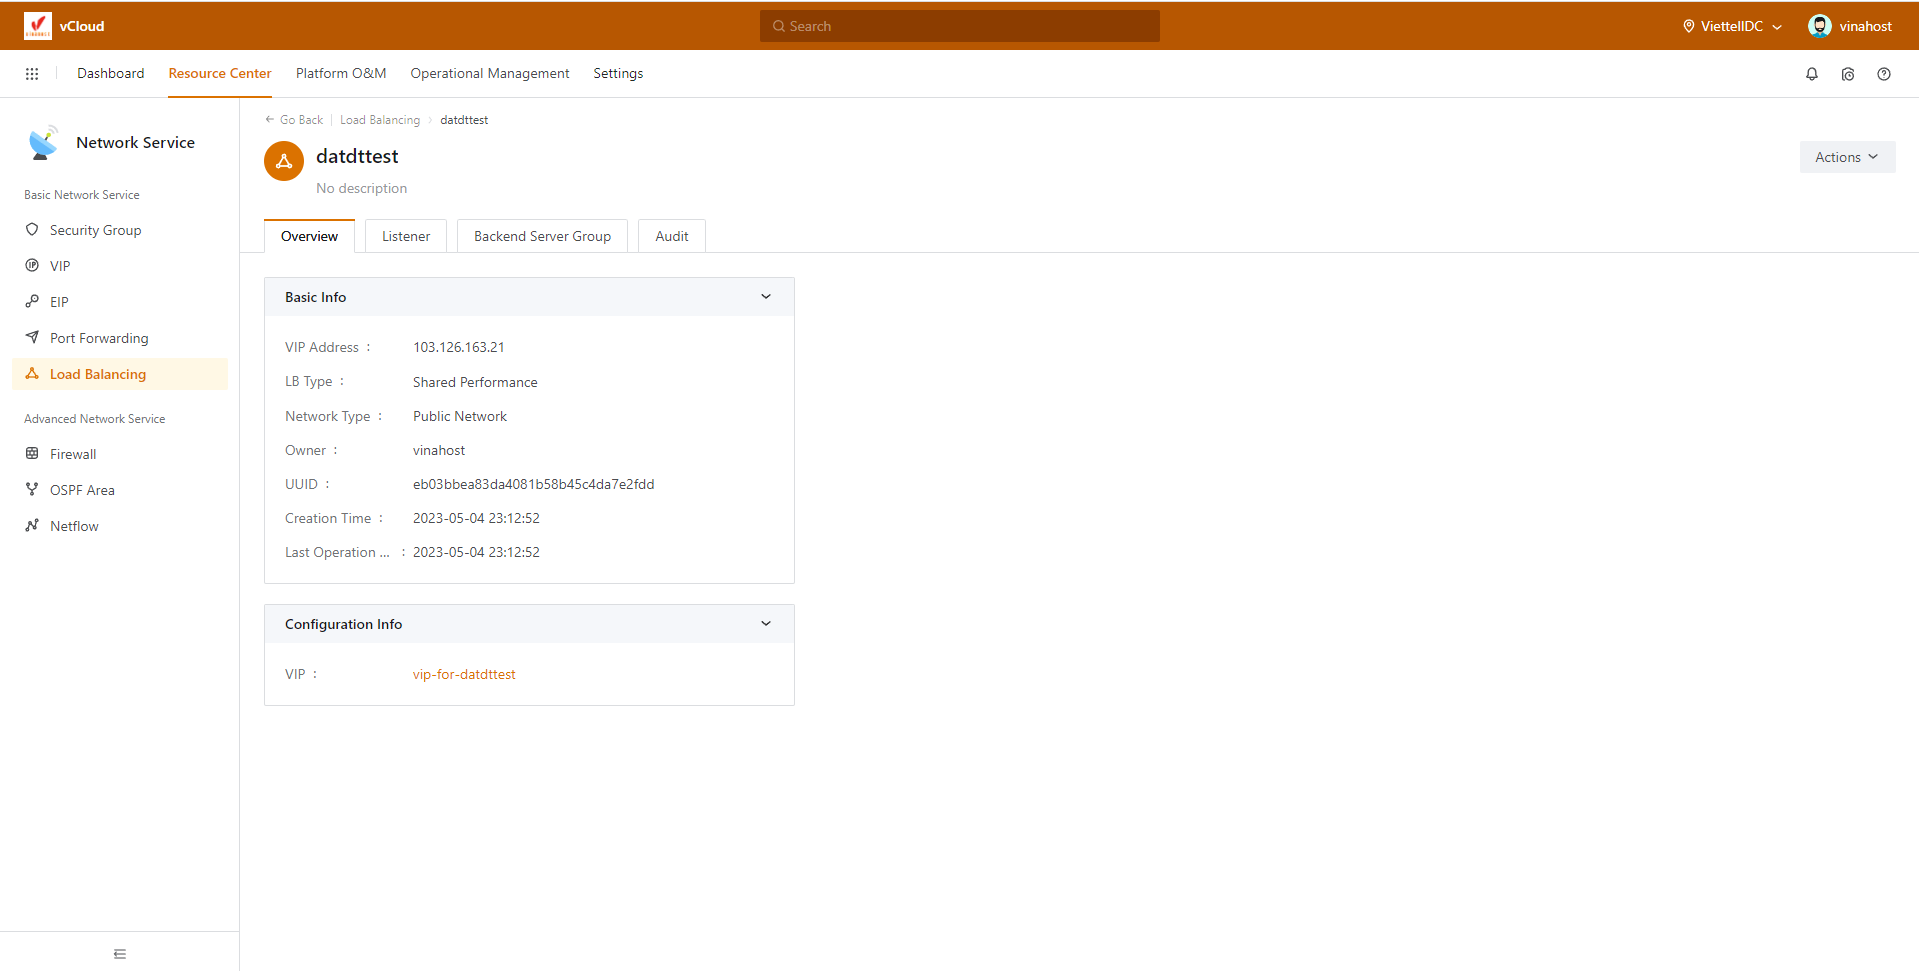 vCloud
Search
ViettelIDC
vinahost
Dashboard
Resource Center
Platform O&M
Operational Management
Settings
Network Service
Basic Network Service
Security Group
VIP
EIP
Port Forwarding
Load Balancing
Advanced Network Service
Firewall
OSPF Area
Netflow
Go Back
Load Balancing
datdttest
datdttest
No description
Actions
Overview
Listener
Backend Server Group
Audit
Basic Info
VIP Address : 103.126.163.21
LB Type : Shared Performance
Network Type : Public Network
Owner : vinahost
UUID : eb03bbea83da4081b58b45c4da7e2fdd
Creation Time : 2023-05-04 23:12:52
Last Operation ... : 2023-05-04 23:12:52
Configuration Info
VIP : vip-for-datdttest